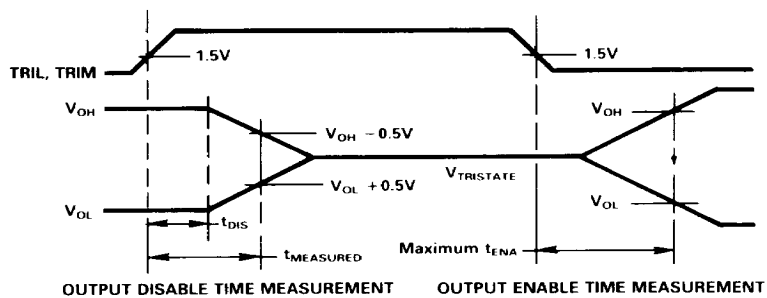 1.5V
1.5V
TRIL, TRIM
VOH
VOH – 0.5V
VOH
VTRISTATE
VOL + 0.5V
VOL
VOL
tDIS
tMEASURED
Maximum tENA
OUTPUT DISABLE TIME MEASUREMENT
OUTPUT ENABLE TIME MEASUREMENT